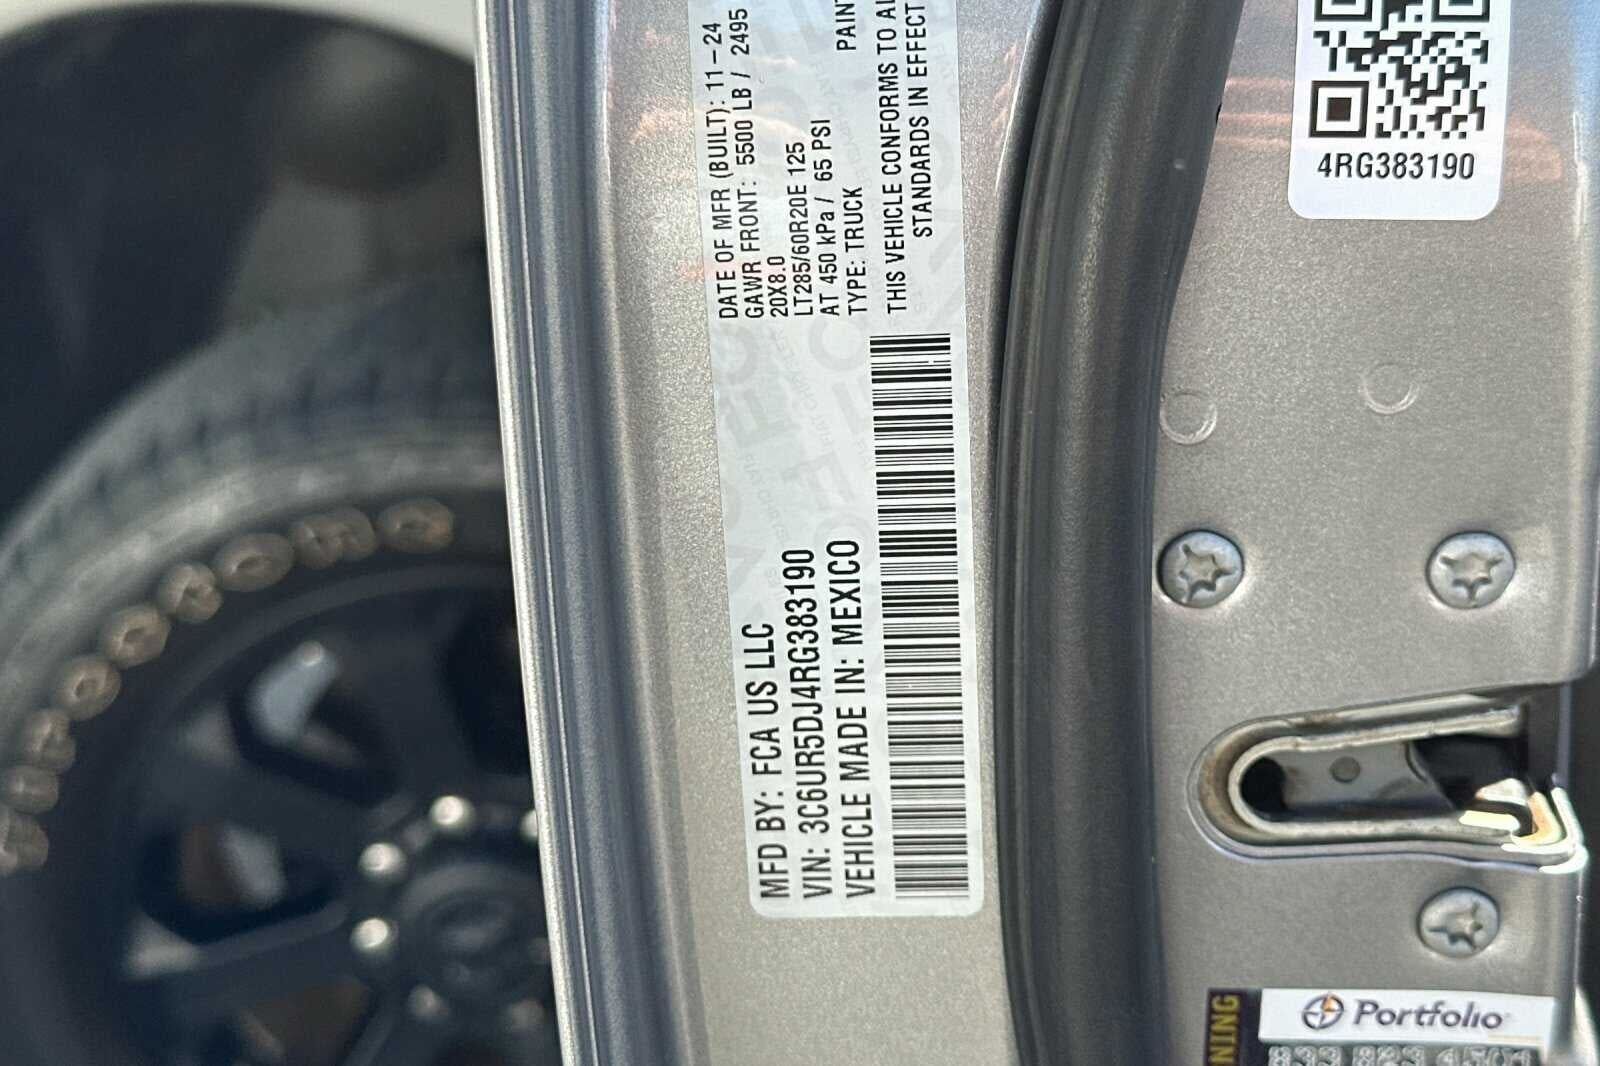 MFD BY: FCA US LLC
VIN: 3C6UR5DJ4RG383190
VEHICLE MADE IN: MEXICO
DATE OF MFR (BUILT): 11-24
GAWR FRONT: 5500 LB / 2495
20X8.0
LT285/60R20E 125
AT 450 kPa / 65 PSI
TYPE: TRUCK
PAIN
THIS VEHICLE CONFORMS TO
STANDARDS IN EFFECT
4RG383190
Portfolio